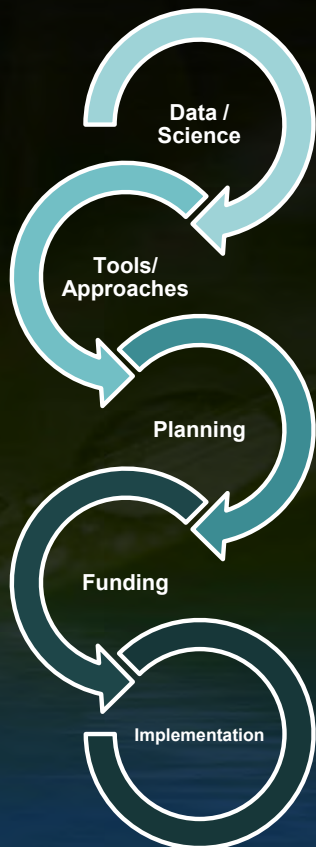 Data /
Science
Tools/
Approaches
Planning
Funding
Implementation